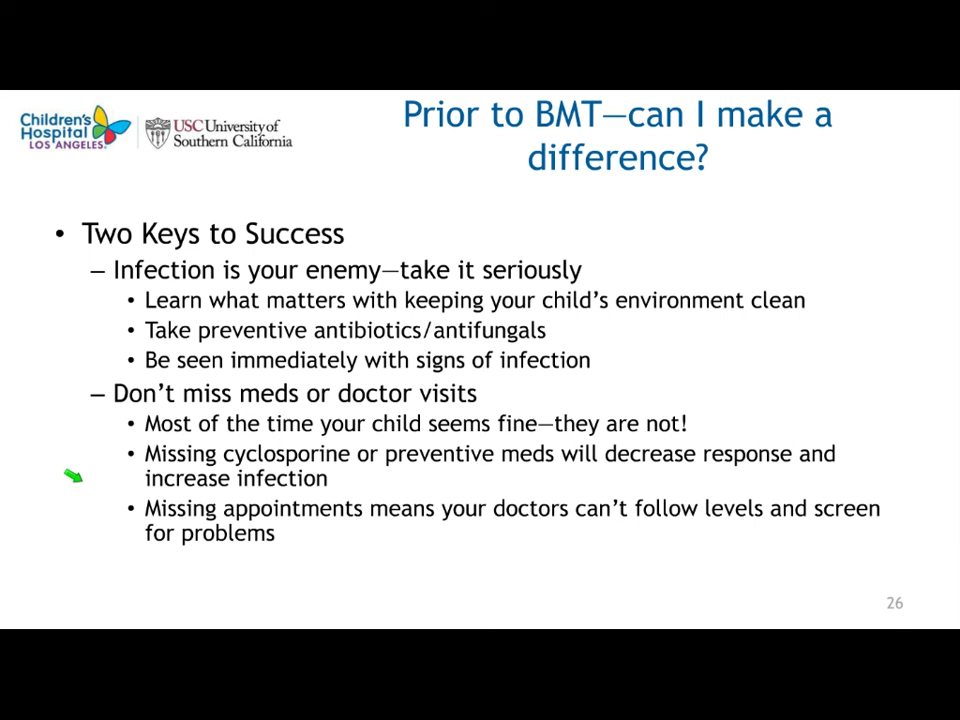 Children's
Hospital
LOS ANGELES
USC University of
Southern California
Prior to BMT—can I make a
difference?
• Two Keys to Success
– Infection is your enemy—take it seriously
• Learn what matters with keeping your child's environment clean
• Take preventive antibiotics/antifungals
• Be seen immediately with signs of infection
– Don't miss meds or doctor visits
• Most of the time your child seems fine—they are not!
• Missing cyclosporine or preventive meds will decrease response and
increase infection
• Missing appointments means your doctors can't follow levels and screen
for problems
26